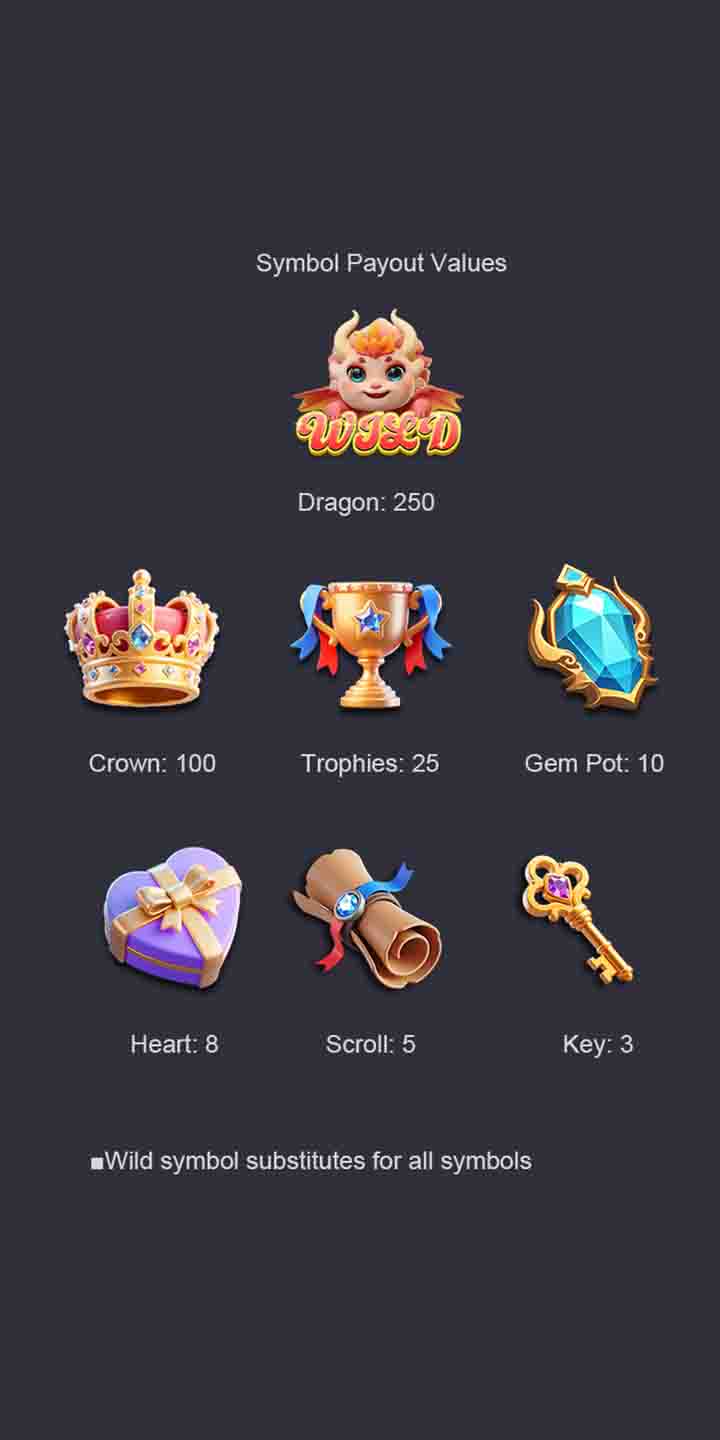 Symbol Payout Values
WILD
Dragon: 250
Crown: 100
Trophies: 25
Gem Pot: 10
Heart: 8
Scroll: 5
Key: 3
■Wild symbol substitutes for all symbols